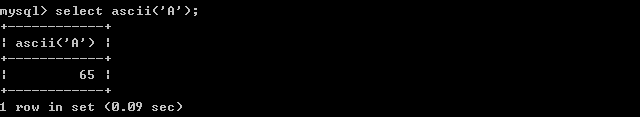 mysql> select ascii('A');
+------------+
¦ ascii('A') ¦
+------------+
¦         65 ¦
+------------+
1 row in set (0.09 sec)